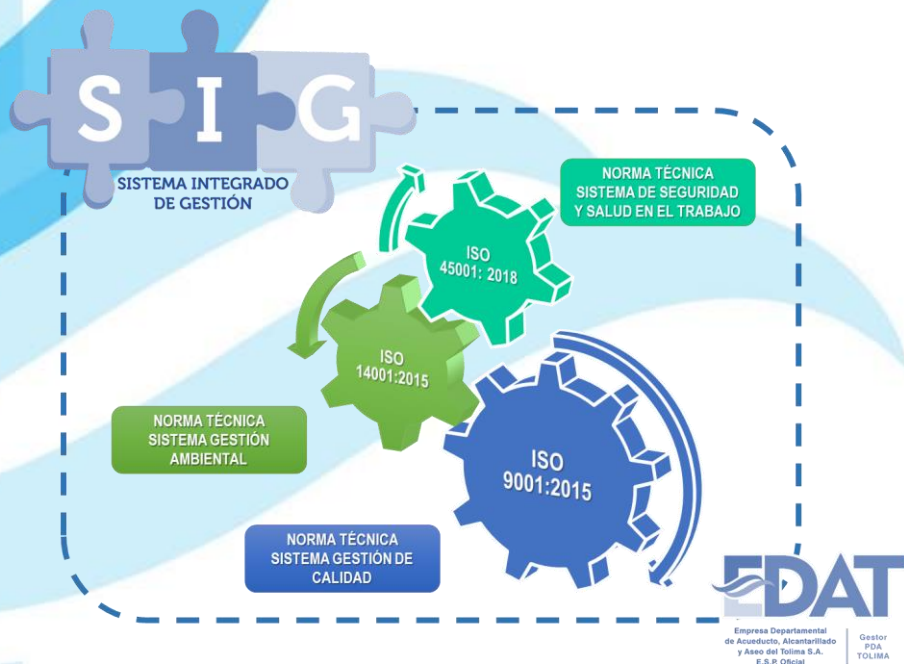 SIG
SISTEMA INTEGRADO
DE GESTIÓN
NORMA TÉCNICA
SISTEMA DE SEGURIDAD
Y SALUD EN EL TRABAJO
ISO
45001: 2018
ISO
14001:2015
NORMA TÉCNICA
SISTEMA GESTIÓN
AMBIENTAL
ISO
9001:2015
NORMA TÉCNICA
SISTEMA GESTIÓN DE
CALIDAD
EDAT
Empresa Departamental
de Acueducto, Alcantarillado
y Aseo del Tolima S.A.
E.S.P. Oficial
Gestor
PDA
TOLIMA